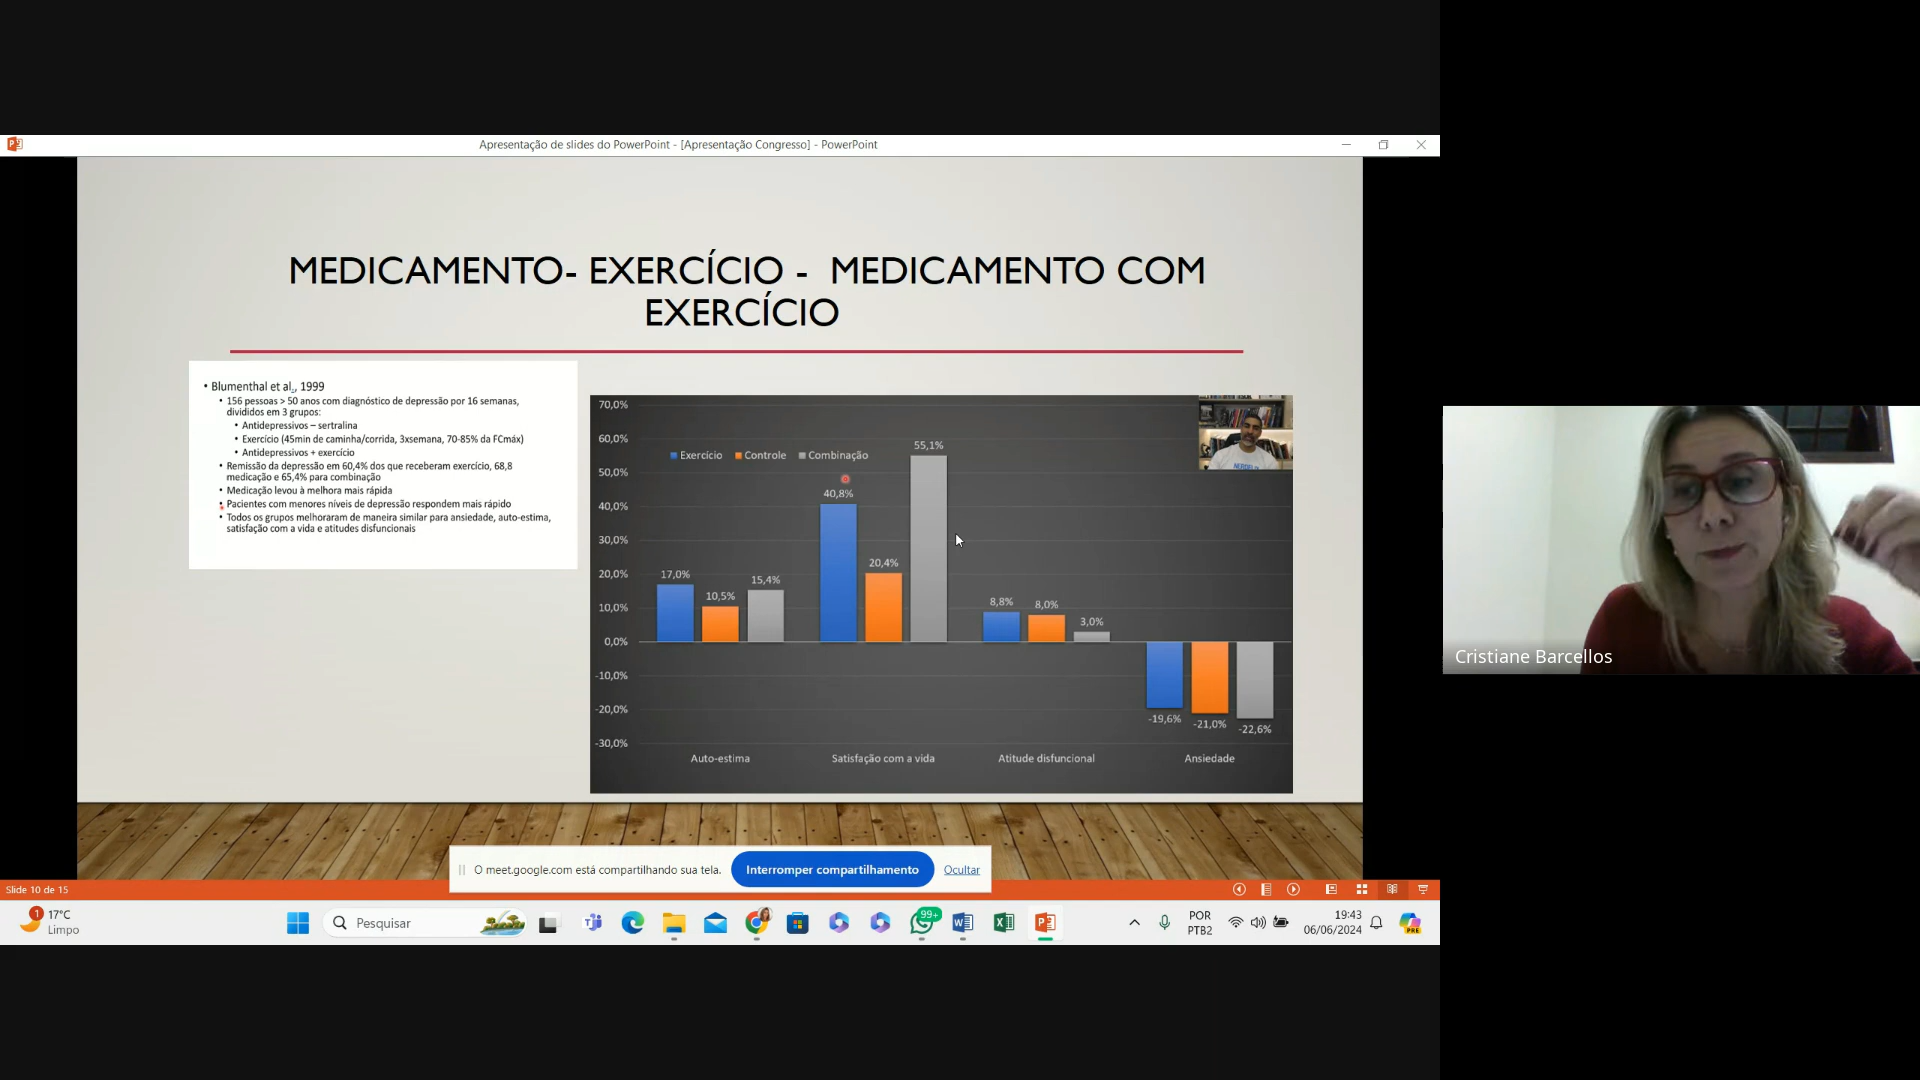 Apresentação de slides do PowerPoint - [Apresentação Congresso] - PowerPoint
MEDICAMENTO- EXERCÍCIO - MEDICAMENTO COM
EXERCÍCIO
• Blumenthal et al., 1999
• 156 pessoas > 50 anos com diagnóstico de depressão por 16 semanas,
divididos em 3 grupos:
• Antidepressivos – sertralina
• Exercício (45min de caminha/corrida, 3xsemana, 70-85% da FCmáx)
• Antidepressivos + exercício
• Remissão da depressão em 60,4% dos que receberam exercício, 68,8
medicação e 65,4% para combinação
• Medicação levou à melhora mais rápida
• Pacientes com menores níveis de depressão respondem mais rápido
• Todos os grupos melhoraram de maneira similar para ansiedade, auto-estima,
satisfação com a vida e atitudes disfuncionais
70,0%
60,0%
50,0%
40,0%
30,0%
20,0%
10,0%
0,0%
-10,0%
-20,0%
-30,0%
Exercício Controle Combinação
17,0%
10,5%
15,4%
40,8%
20,4%
55,1%
8,8%
8,0%
3,0%
-19,6%
-21,0%
-22,6%
Auto-estima
Satisfação com a vida
Atitude disfuncional
Ansiedade
Cristiane Barcellos
O meet.google.com está compartilhando sua tela.
Interromper compartilhamento
Ocultar
Slide 10 de 15
1
17°C
Limpo
Pesquisar
99+
POR
PTB2
19:43
06/06/2024
PRE